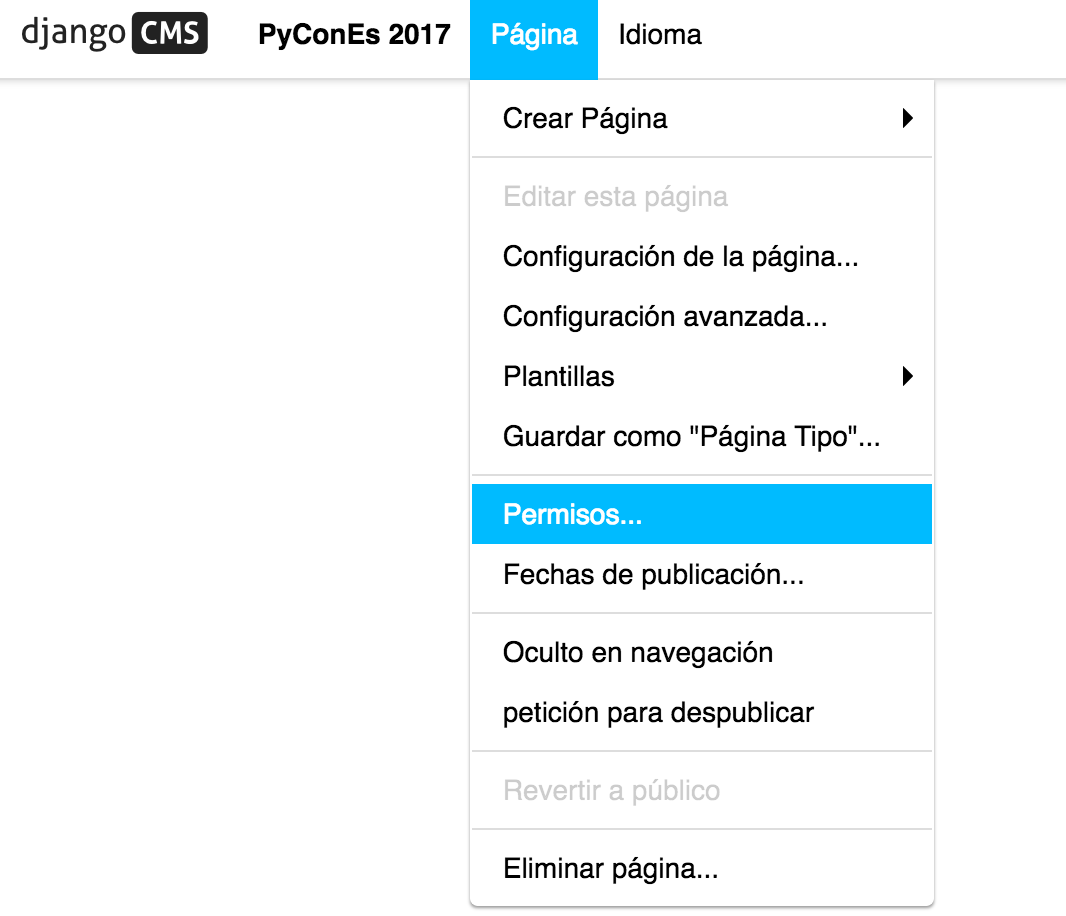 django CMS PyConEs 2017 Página Idioma
Crear Página
Editar esta página
Configuración de la página...
Configuración avanzada...
Plantillas
Guardar como "Página Tipo"...
Permisos...
Fechas de publicación...
Oculto en navegación
petición para despublicar
Revertir a público
Eliminar página...